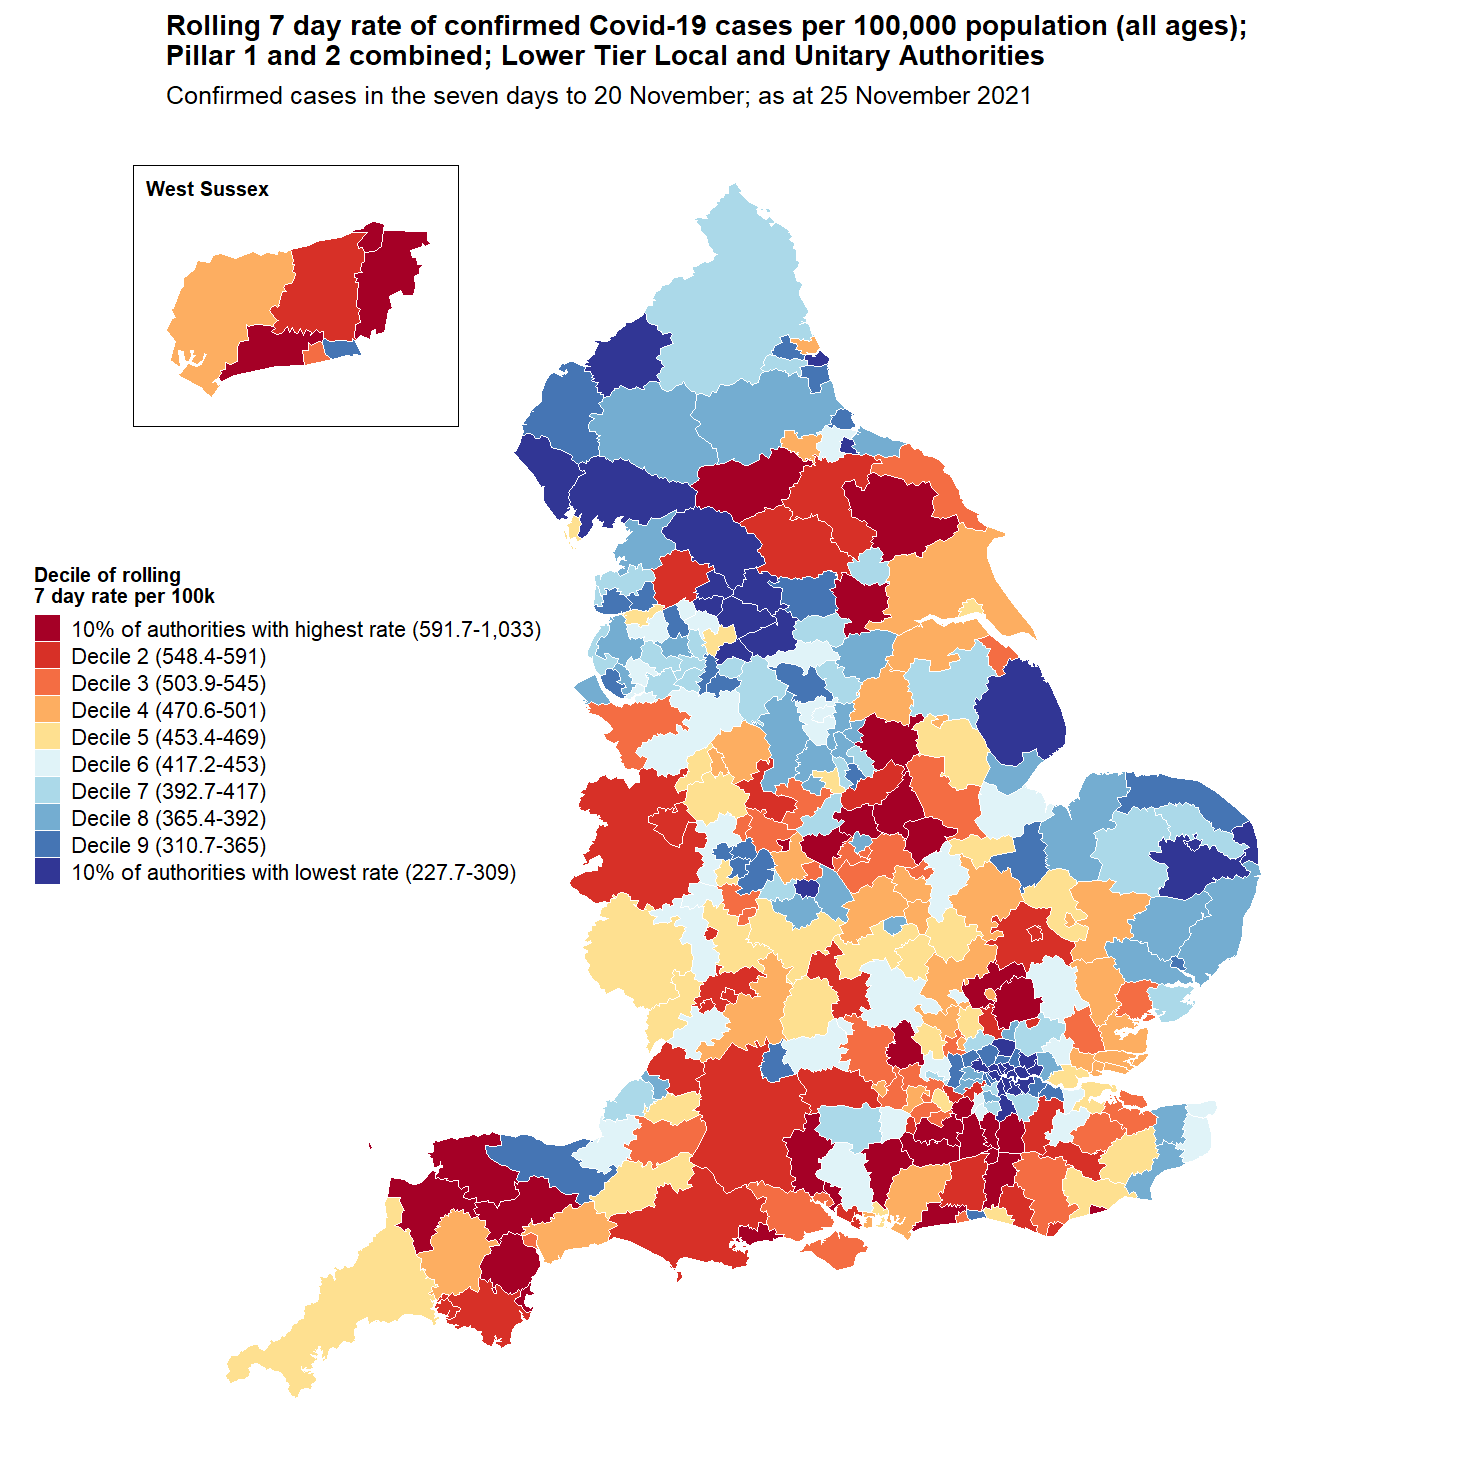 Rolling 7 day rate of confirmed Covid-19 cases per 100,000 population (all ages);
Pillar 1 and 2 combined; Lower Tier Local and Unitary Authorities
Confirmed cases in the seven days to 20 November; as at 25 November 2021
West Sussex
Decile of rolling
7 day rate per 100k
10% of authorities with highest rate (591.7-1,033)
Decile 2 (548.4-591)
Decile 3 (503.9-545)
Decile 4 (470.6-501)
Decile 5 (453.4-469)
Decile 6 (417.2-453)
Decile 7 (392.7-417)
Decile 8 (365.4-392)
Decile 9 (310.7-365)
10% of authorities with lowest rate (227.7-309)